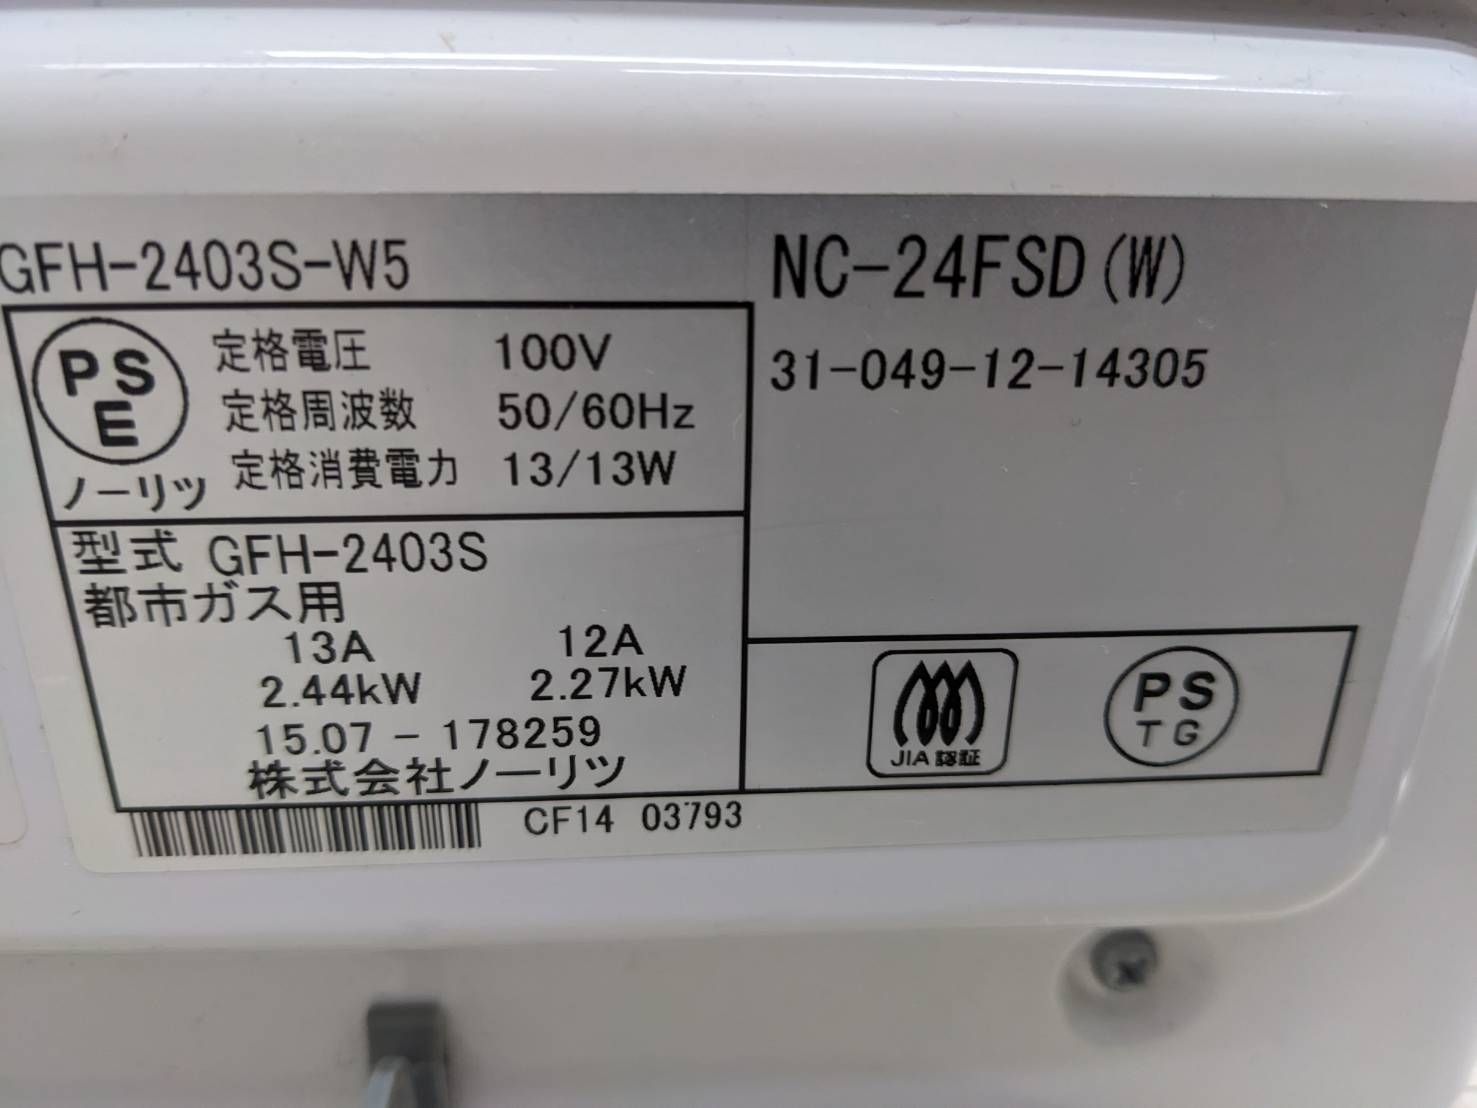 GFH-2403S-W5
PS
E
ノーリツ
定格電圧 100V
定格周波数 50/60Hz
定格消費電力 13/13W
型式 GFH-2403S
都市ガス用
13A 12A
2.44kW 2.27kW
15.07 - 178259
株式会社ノーリツ
CF14 03793
NC-24FSD(W)
31-049-12-14305
JIA 認証
PS
TG